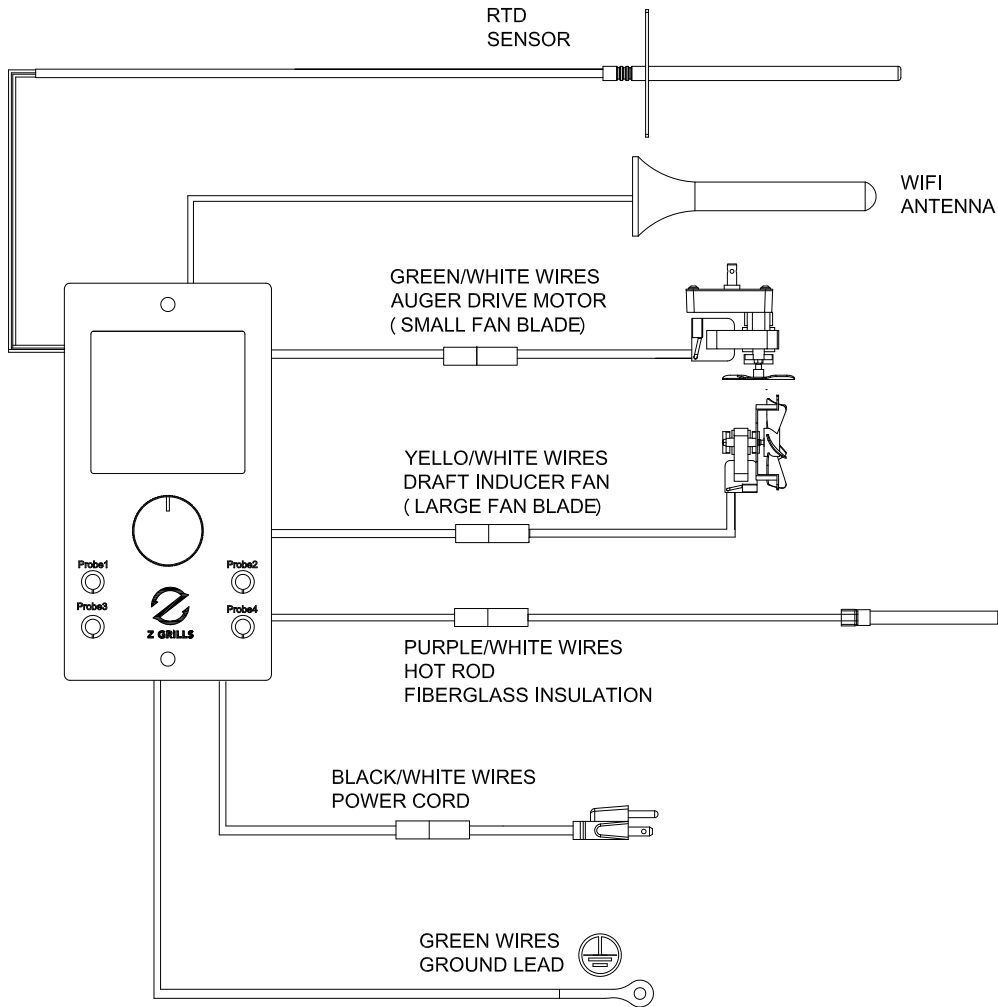 RTD
SENSOR
WIFI
ANTENNA
GREEN/WHITE WIRES
AUGER DRIVE MOTOR
( SMALL FAN BLADE)
YELLO/WHITE WIRES
DRAFT INDUCER FAN
( LARGE FAN BLADE)
Probe1
Probe2
Probe3
Probe4
Z GRILLS
PURPLE/WHITE WIRES
HOT ROD
FIBERGLASS INSULATION
BLACK/WHITE WIRES
POWER CORD
GREEN WIRES
GROUND LEAD